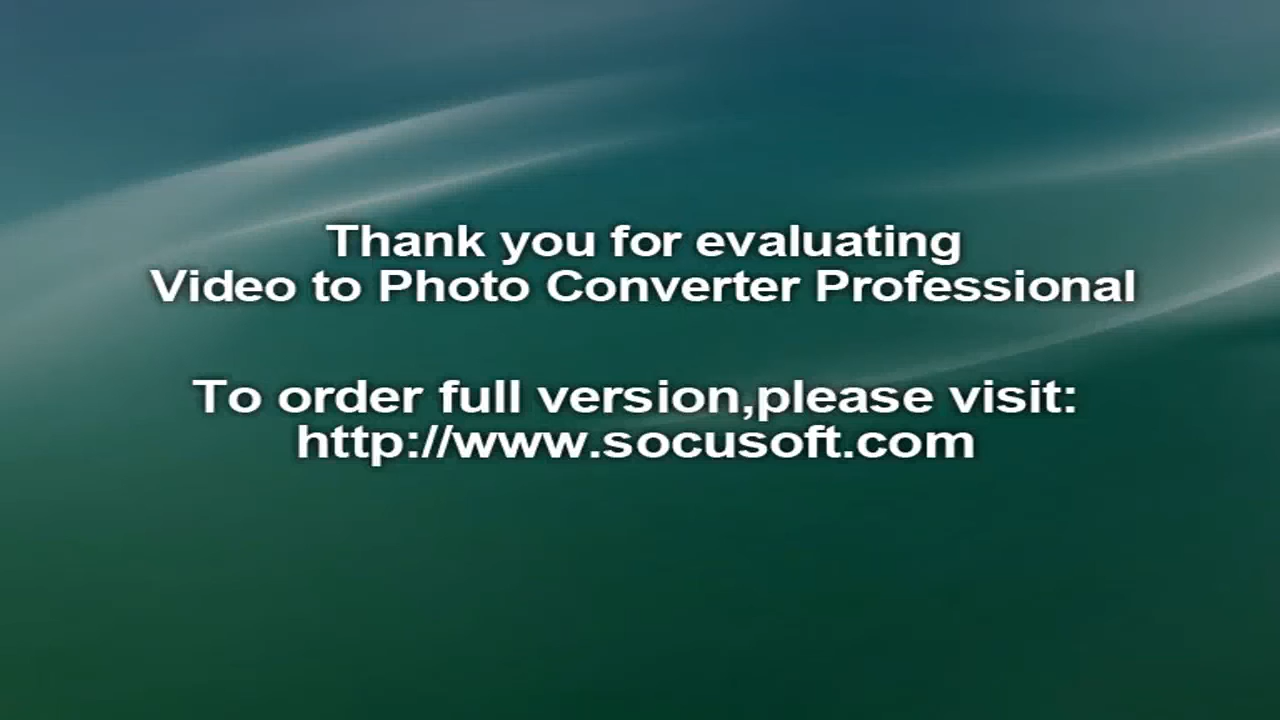 Thank you for evaluating
Video to Photo Converter Professional
To order full version,please visit:
http://www.socusoft.com